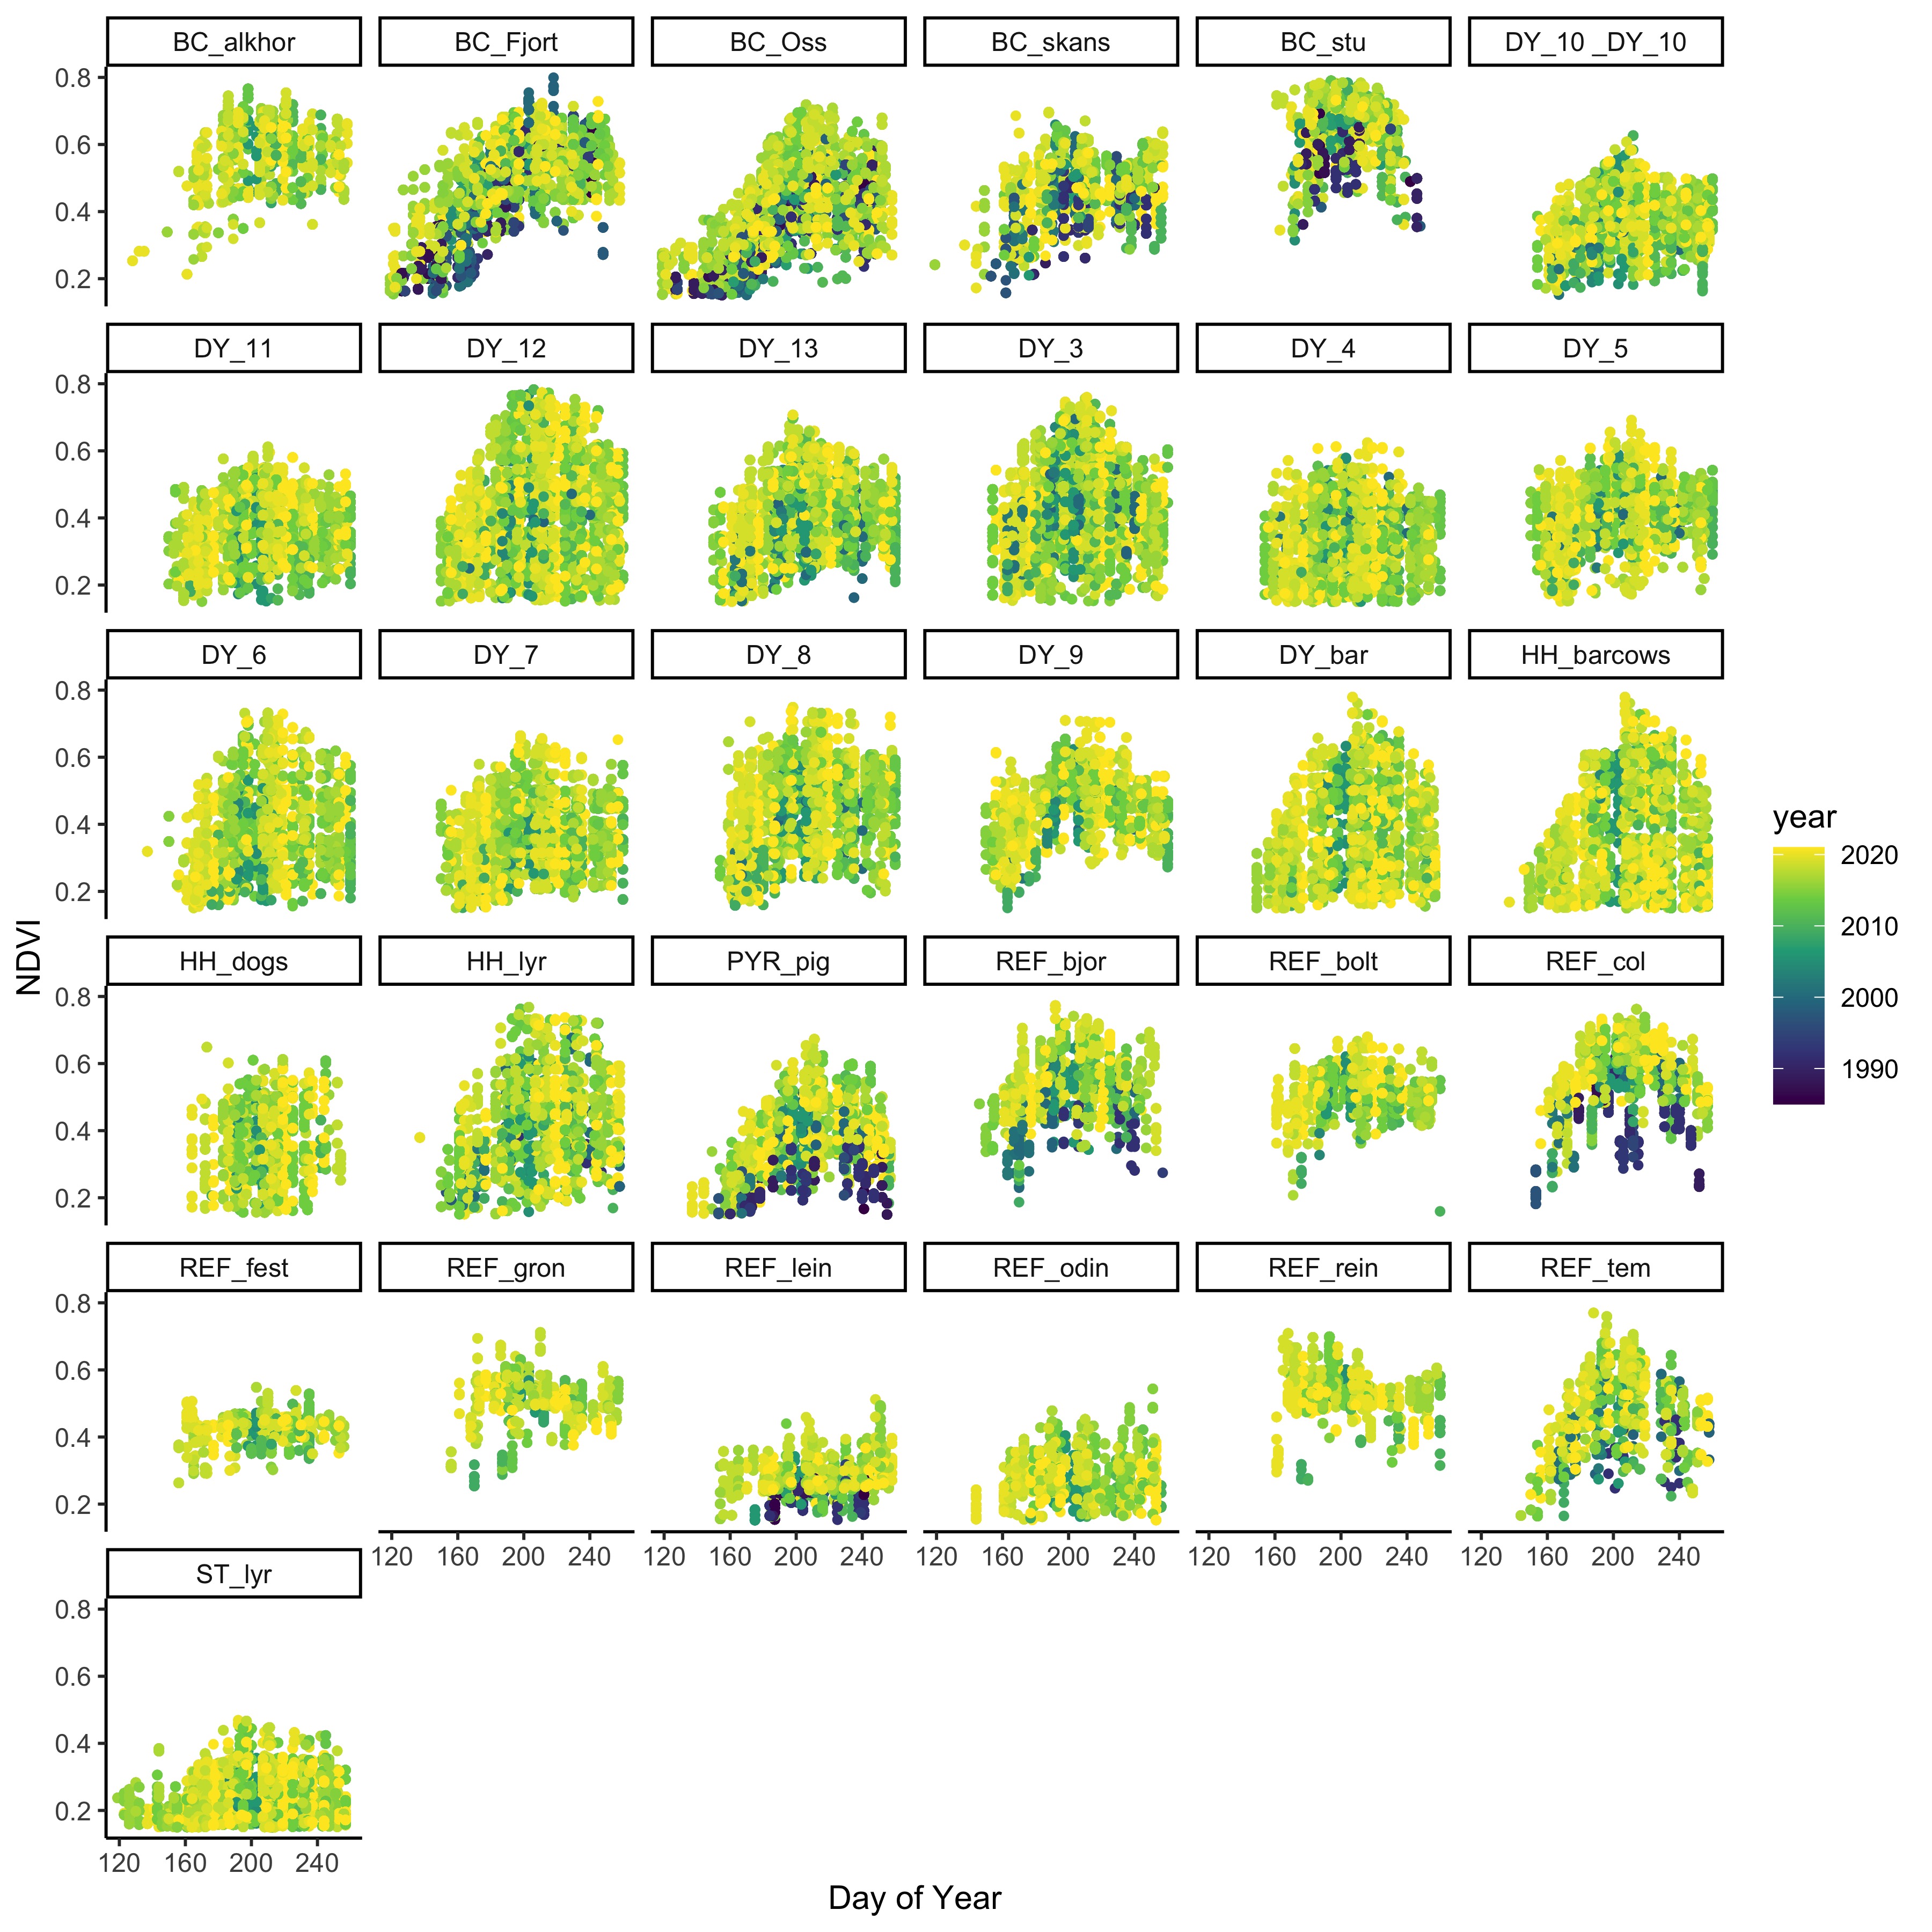 BC_alkhor BC_Fjort BC_Oss BC_skans BC_stu DY_10 _DY_10
0.8
0.6
0.4
0.2
DY_11 DY_12 DY_13 DY_3 DY_4 DY_5
0.8
0.6
0.4
0.2
DY_6 DY_7 DY_8 DY_9 DY_bar HH_barcows
0.8
0.6
0.4
0.2
NDVI
year
2020
2010
2000
1990
HH_dogs HH_lyr PYR_pig REF_bjor REF_bolt REF_col
0.8
0.6
0.4
0.2
REF_fest REF_gron REF_lein REF_odin REF_rein REF_tem
0.8
0.6
0.4
0.2
120 160 200 240 120 160 200 240 120 160 200 240 120 160 200 240 120 160 200 240
ST_lyr
0.8
0.6
0.4
0.2
120 160 200 240
Day of Year